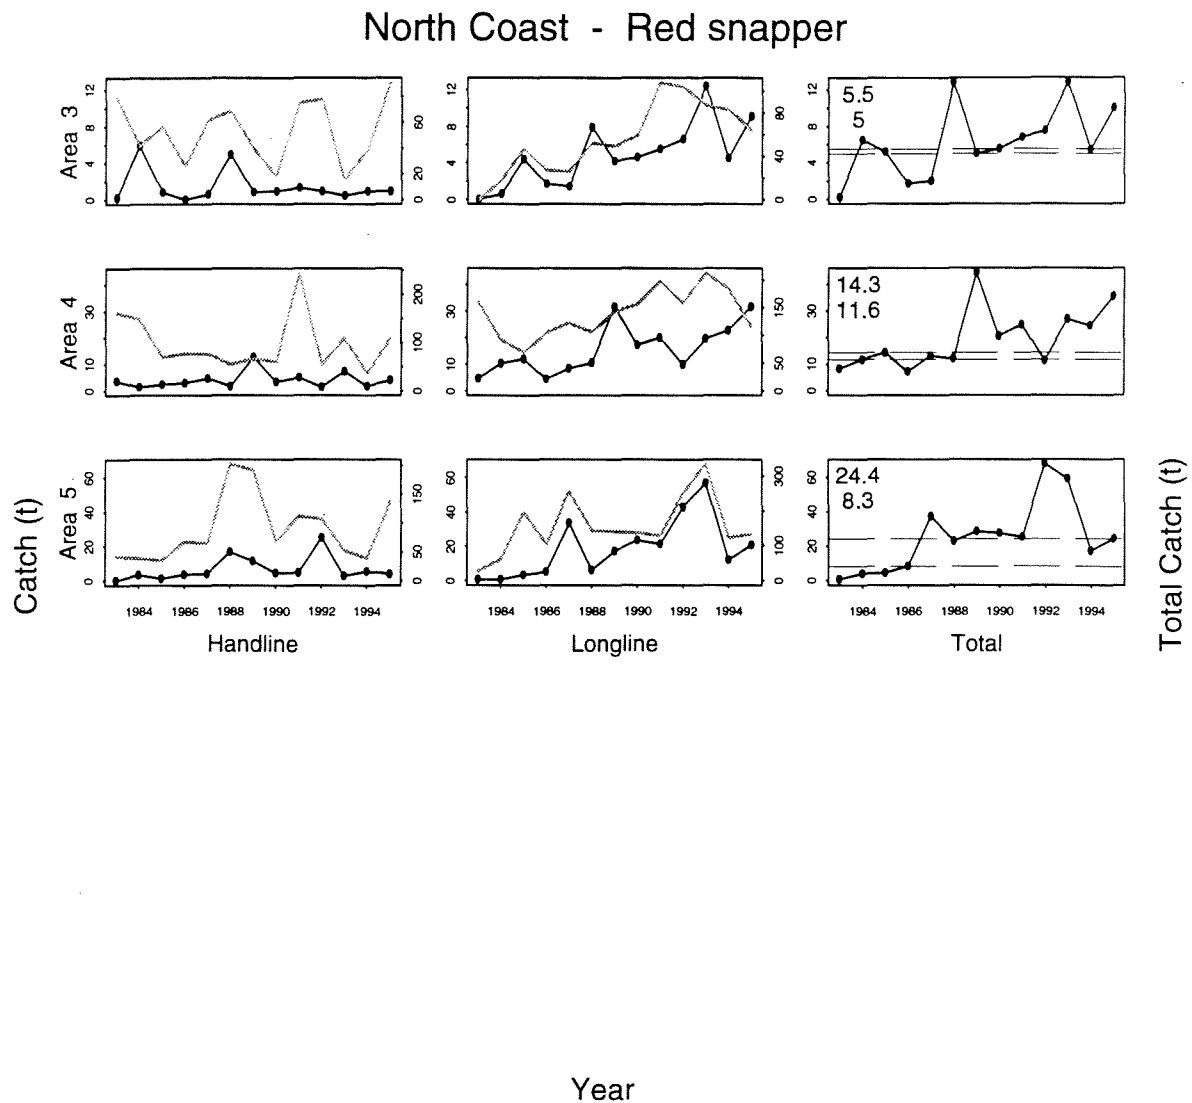 North Coast - Red snapper
Area 3
0 4 8 12
0 20 60
0 4 8 12
0 40 80
0 4 8 12
5.5
5
Area 4
0 10 30
0 50 100 200
0 10 30
0 50 150
0 10 30
14.3
11.6
Area 5
0 20 40 60
0 50 150
0 20 40 60
0 100 300
0 20 40 60
24.4
8.3
Catch (t)
Total Catch (t)
1984 1986 1988 1990 1992 1994
1984 1986 1988 1990 1992 1994
1984 1986 1988 1990 1992 1994
Handline
Longline
Total
Year